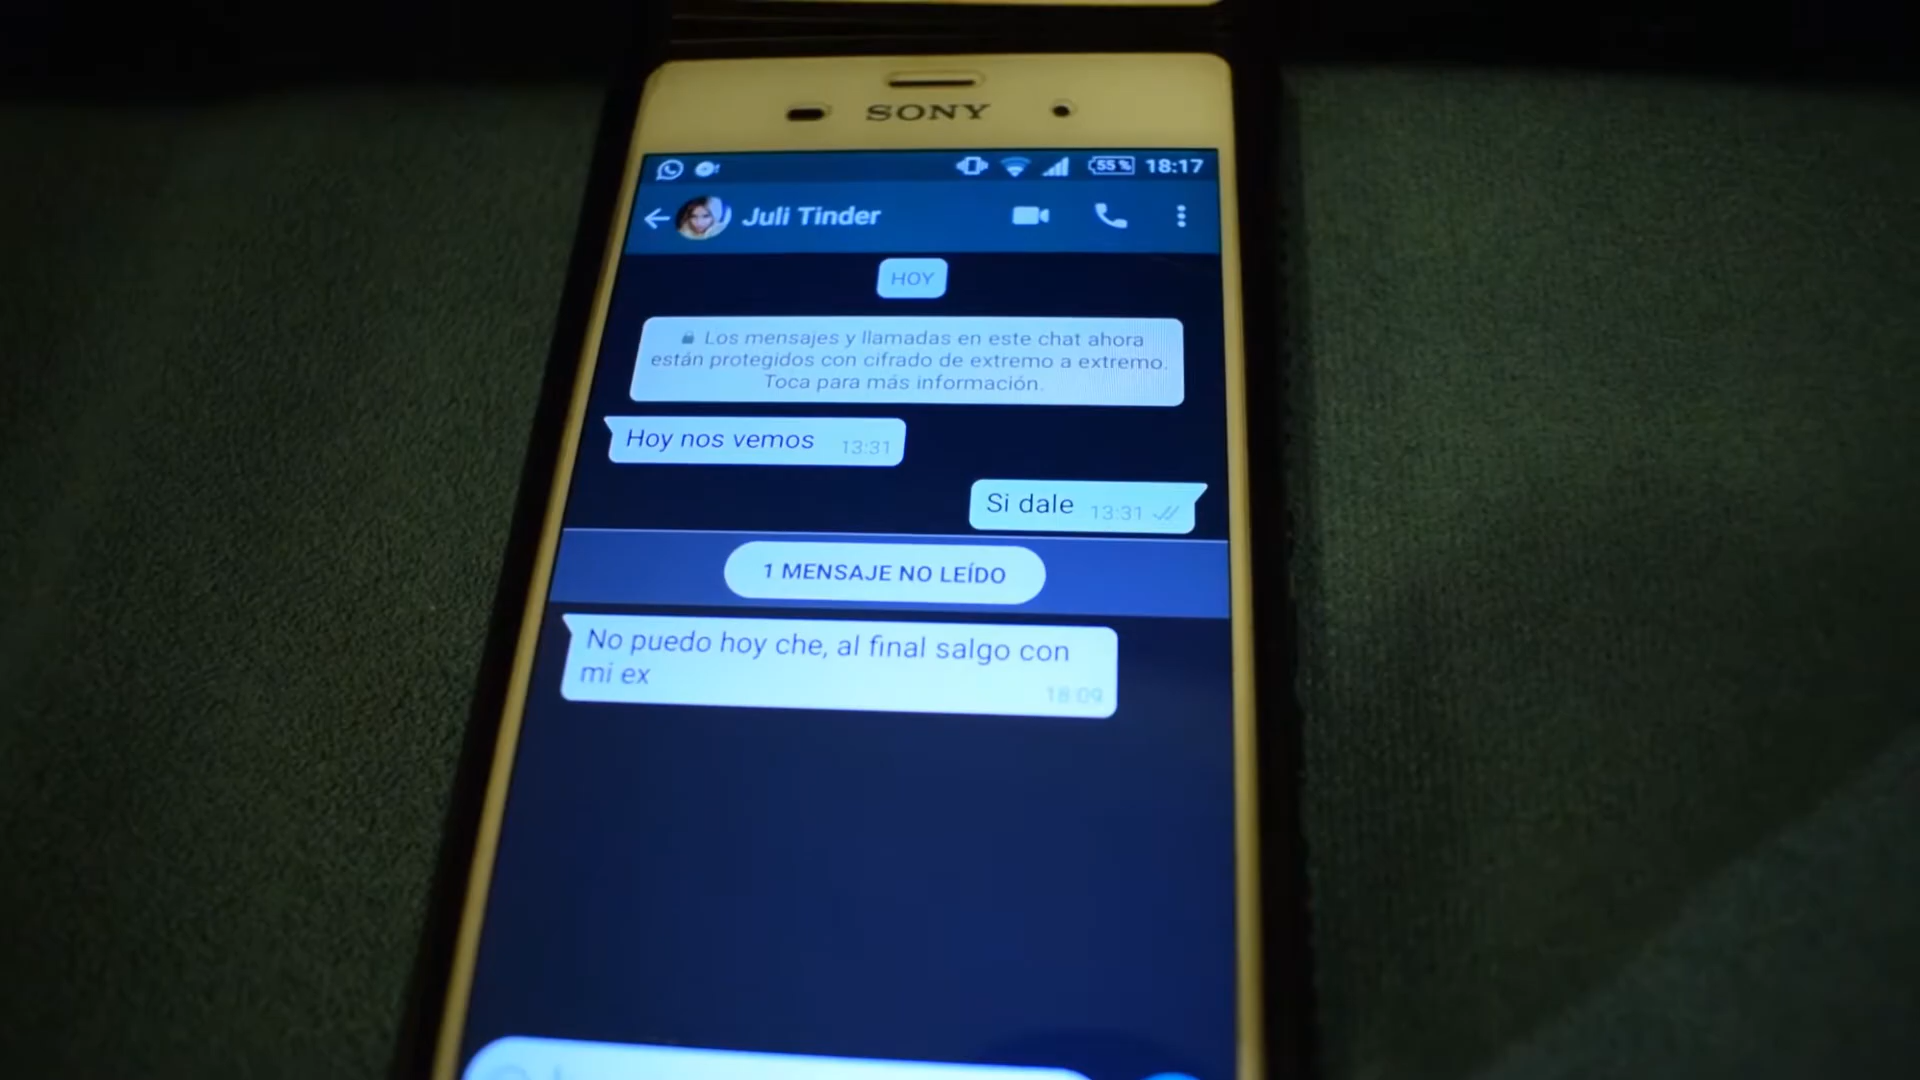 SONY
55 % 18:17
Juli Tinder
HOY
Los mensajes y llamadas en este chat ahora
están protegidos con cifrado de extremo a extremo.
Toca para más información.
Hoy nos vemos 13:31
Si dale 13:31
1 MENSAJE NO LEÍDO
No puedo hoy che, al final salgo con
mi ex
18:09